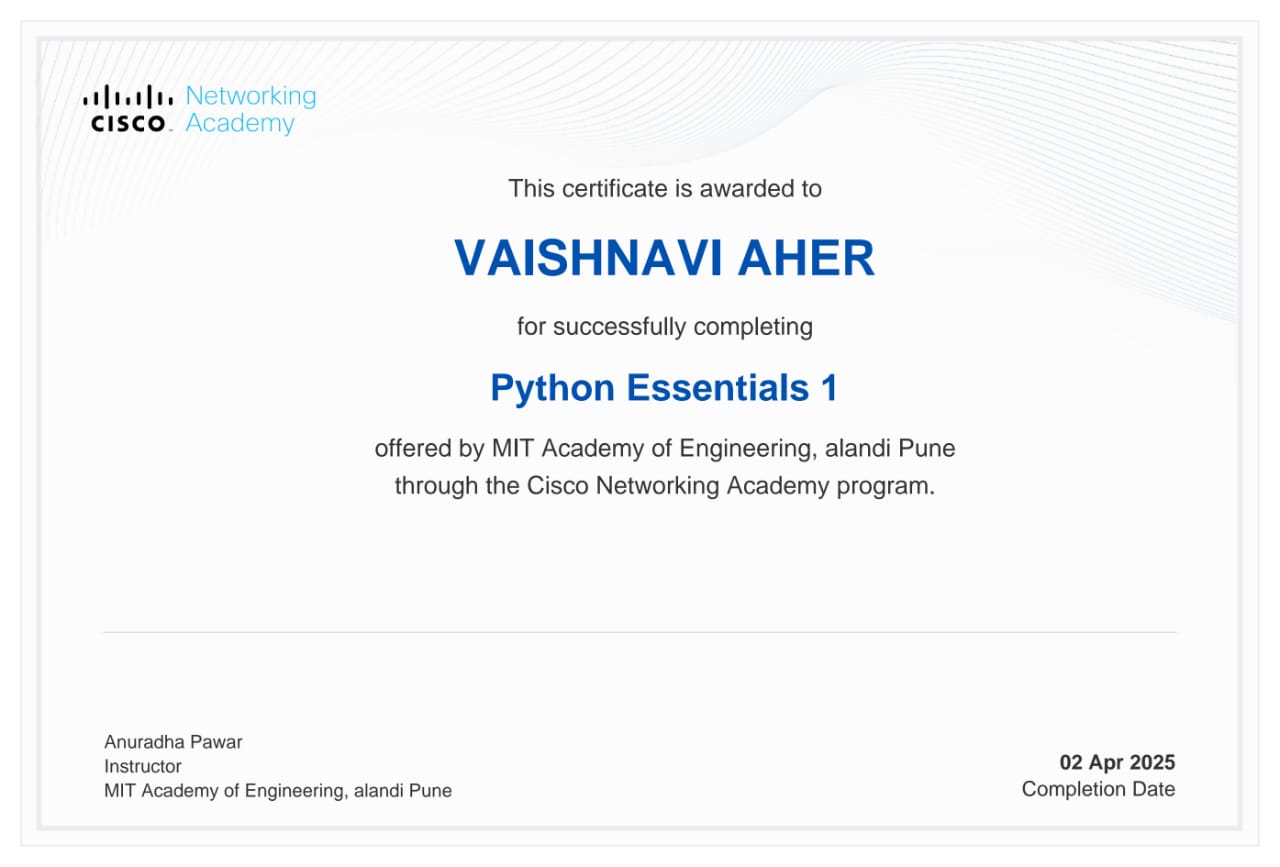 Networking
CISCO Academy
This certificate is awarded to
VAISHNAVI AHER
for successfully completing
Python Essentials 1
offered by MIT Academy of Engineering, alandi Pune
through the Cisco Networking Academy program.
Anuradha Pawar
Instructor
MIT Academy of Engineering, alandi Pune
02 Apr 2025
Completion Date